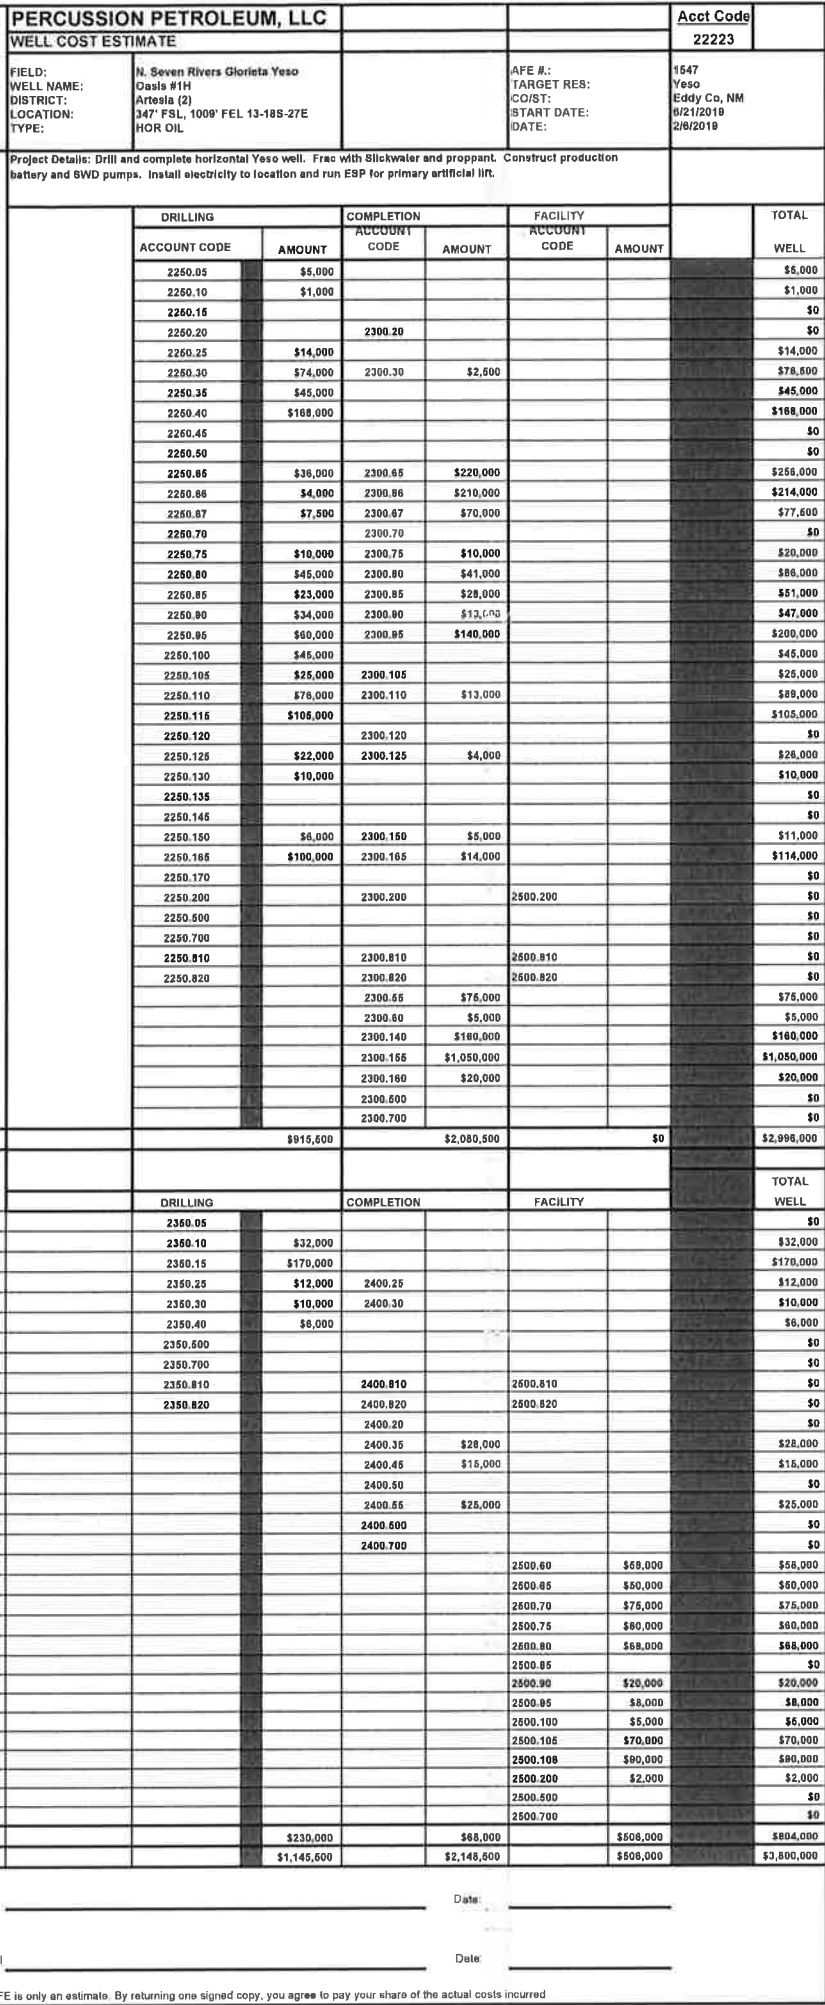 PERCUSSION PETROLEUM, LLC Acct Code
WELL COST ESTIMATE 22223
FIELD: N. Seven Rivers Glorieta Yeso AFE #.: 1547
WELL NAME: Oasis #1H TARGET RES: Yeso
DISTRICT: Artesia (2) CO/ST: Eddy Co, NM
LOCATION: 347' FSL, 1009' FEL 13-18S-27E START DATE: 6/21/2019
TYPE: HOR OIL DATE: 2/6/2019
Project Details: Drill and complete horizontal Yeso well. Frac with Slickwater and proppant. Construct production
battery and SWD pumps. Install electricity to location and run ESP for primary artificial lift.
DRILLING COMPLETION FACILITY TOTAL
ACCOUNT CODE AMOUNT ACCOUNT CODE AMOUNT ACCOUNT CODE AMOUNT WELL
2250.05 $5,000 $5,000
2250.10 $1,000 $1,000
2250.15 $0
2250.20 2300.20 $0
2250.25 $14,000 $14,000
2250.30 $74,000 2300.30 $2,500 $76,500
2250.35 $45,000 $45,000
2250.40 $168,000 $168,000
2250.45 $0
2250.50 $0
2250.65 $36,000 2300.65 $220,000 $256,000
2250.66 $4,000 2300.66 $210,000 $214,000
2250.67 $7,500 2300.67 $70,000 $77,500
2250.70 2300.70 $0
2250.75 $10,000 2300.75 $10,000 $20,000
2250.80 $45,000 2300.80 $41,000 $86,000
2250.85 $23,000 2300.85 $28,000 $51,000
2250.90 $34,000 2300.90 $13,000 $47,000
2250.95 $60,000 2300.95 $140,000 $200,000
2250.100 $45,000 $45,000
2250.105 $25,000 2300.105 $25,000
2250.110 $76,000 2300.110 $13,000 $89,000
2250.115 $105,000 $105,000
2250.120 2300.120 $0
2250.125 $22,000 2300.125 $4,000 $26,000
2250.130 $10,000 $10,000
2250.135 $0
2250.145 $0
2250.150 $6,000 2300.150 $5,000 $11,000
2250.165 $100,000 2300.165 $14,000 $114,000
2250.170 $0
2250.200 2300.200 2500.200 $0
2250.500 $0
2250.700 $0
2250.810 2300.810 2500.810 $0
2250.820 2300.820 2500.820 $0
2300.55 $75,000 $75,000
2300.60 $5,000 $5,000
2300.140 $160,000 $160,000
2300.155 $1,050,000 $1,050,000
2300.160 $20,000 $20,000
2300.500 $0
2300.700 $0
$915,500 $2,080,500 $0 $2,996,000
TOTAL
DRILLING COMPLETION FACILITY WELL
2350.05 $0
2350.10 $32,000 $32,000
2350.15 $170,000 $170,000
2350.25 $12,000 2400.25 $12,000
2350.30 $10,000 2400.30 $10,000
2350.40 $6,000 $6,000
2350.500 $0
2350.700 $0
2350.810 2400.810 2500.810 $0
2350.820 2400.820 2500.820 $0
2400.20 $0
2400.35 $28,000 $28,000
2400.45 $15,000 $15,000
2400.50 $0
2400.55 $25,000 $25,000
2400.500 $0
2400.700 $0
2500.60 $58,000 $58,000
2500.65 $50,000 $50,000
2500.70 $75,000 $75,000
2500.75 $60,000 $60,000
2500.80 $68,000 $68,000
2500.85 $0
2500.90 $20,000 $20,000
2500.95 $8,000 $8,000
2500.100 $5,000 $5,000
2500.105 $70,000 $70,000
2500.106 $90,000 $90,000
2500.200 $2,000 $2,000
2500.500 $0
2500.700 $0
$230,000 $68,000 $506,000 $804,000
$1,145,500 $2,148,500 $506,000 $3,800,000
Date:
Date:
FE is only an estimate. By returning one signed copy, you agree to pay your share of the actual costs incurred